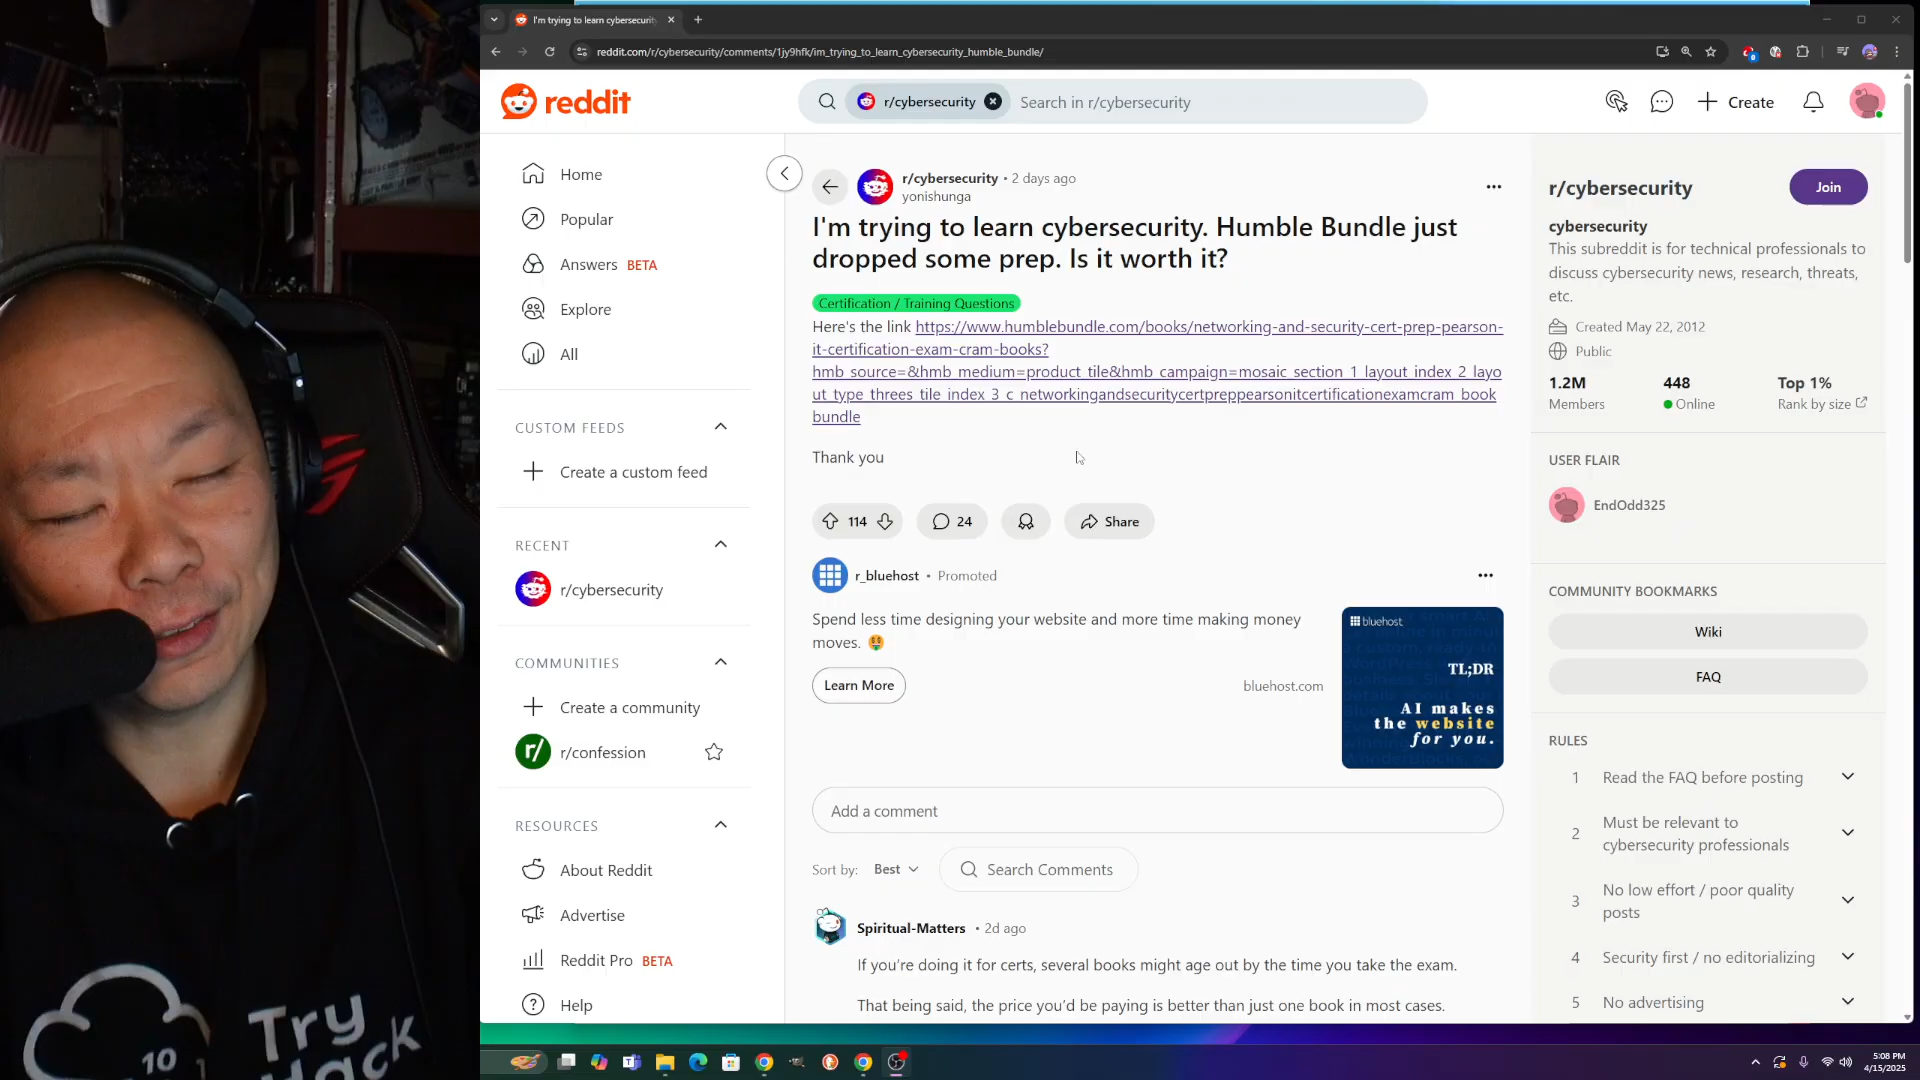 I'm trying to learn cybersecurity
reddit.com/r/cybersecurity/comments/1jy9hfk/im_trying_to_learn_cybersecurity_humble_bundle/
reddit
r/cybersecurity
Search in r/cybersecurity
Create
Home
Popular
Answers BETA
Explore
All
CUSTOM FEEDS
Create a custom feed
RECENT
r/cybersecurity
COMMUNITIES
Create a community
r/ r/confession
RESOURCES
About Reddit
Advertise
Reddit Pro BETA
Help
r/cybersecurity • 2 days ago
yonishunga
I'm trying to learn cybersecurity. Humble Bundle just
dropped some prep. Is it worth it?
Certification / Training Questions
Here's the link https://www.humblebundle.com/books/networking-and-security-cert-prep-pearson-
it-certification-exam-cram-books?
hmb_source=&hmb_medium=product_tile&hmb_campaign=mosaic_section_1_layout_index_2_layo
ut_type_threes_tile_index_3_c_networkingandsecuritycertpreppearsonitcertificationexamcram_book
bundle
Thank you
114
24
Share
r_bluehost • Promoted
Spend less time designing your website and more time making money
moves. 🤑
Learn More
bluehost.com
bluehost
TL;DR
AI makes
the website
for you.
Add a comment
Sort by: Best
Search Comments
Spiritual-Matters • 2d ago
If you're doing it for certs, several books might age out by the time you take the exam.
That being said, the price you'd be paying is better than just one book in most cases.
r/cybersecurity
Join
cybersecurity
This subreddit is for technical professionals to
discuss cybersecurity news, research, threats,
etc.
Created May 22, 2012
Public
1.2M
Members
448
Online
Top 1%
Rank by size
USER FLAIR
EndOdd325
COMMUNITY BOOKMARKS
Wiki
FAQ
RULES
1 Read the FAQ before posting
2 Must be relevant to
cybersecurity professionals
3 No low effort / poor quality
posts
4 Security first / no editorializing
5 No advertising
Try
Hack
10
5:08 PM
4/15/2025